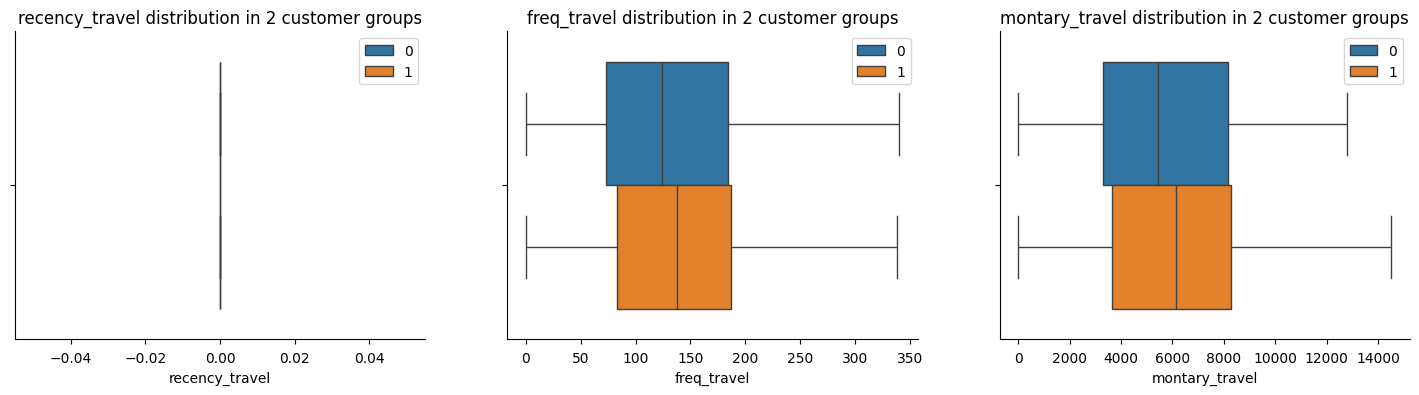 recency_travel distribution in 2 customer groups
0
1
−0.04 −0.02 0.00 0.02 0.04
recency_travel
freq_travel distribution in 2 customer groups
0
1
0 50 100 150 200 250 300 350
freq_travel
montary_travel distribution in 2 customer groups
0
1
0 2000 4000 6000 8000 10000 12000 14000
montary_travel